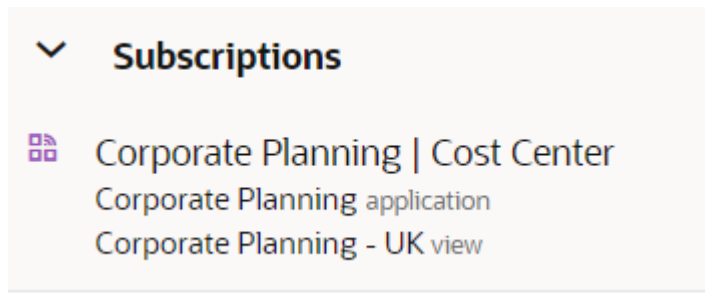 Subscriptions
Corporate Planning | Cost Center
Corporate Planning application
Corporate Planning - UK view